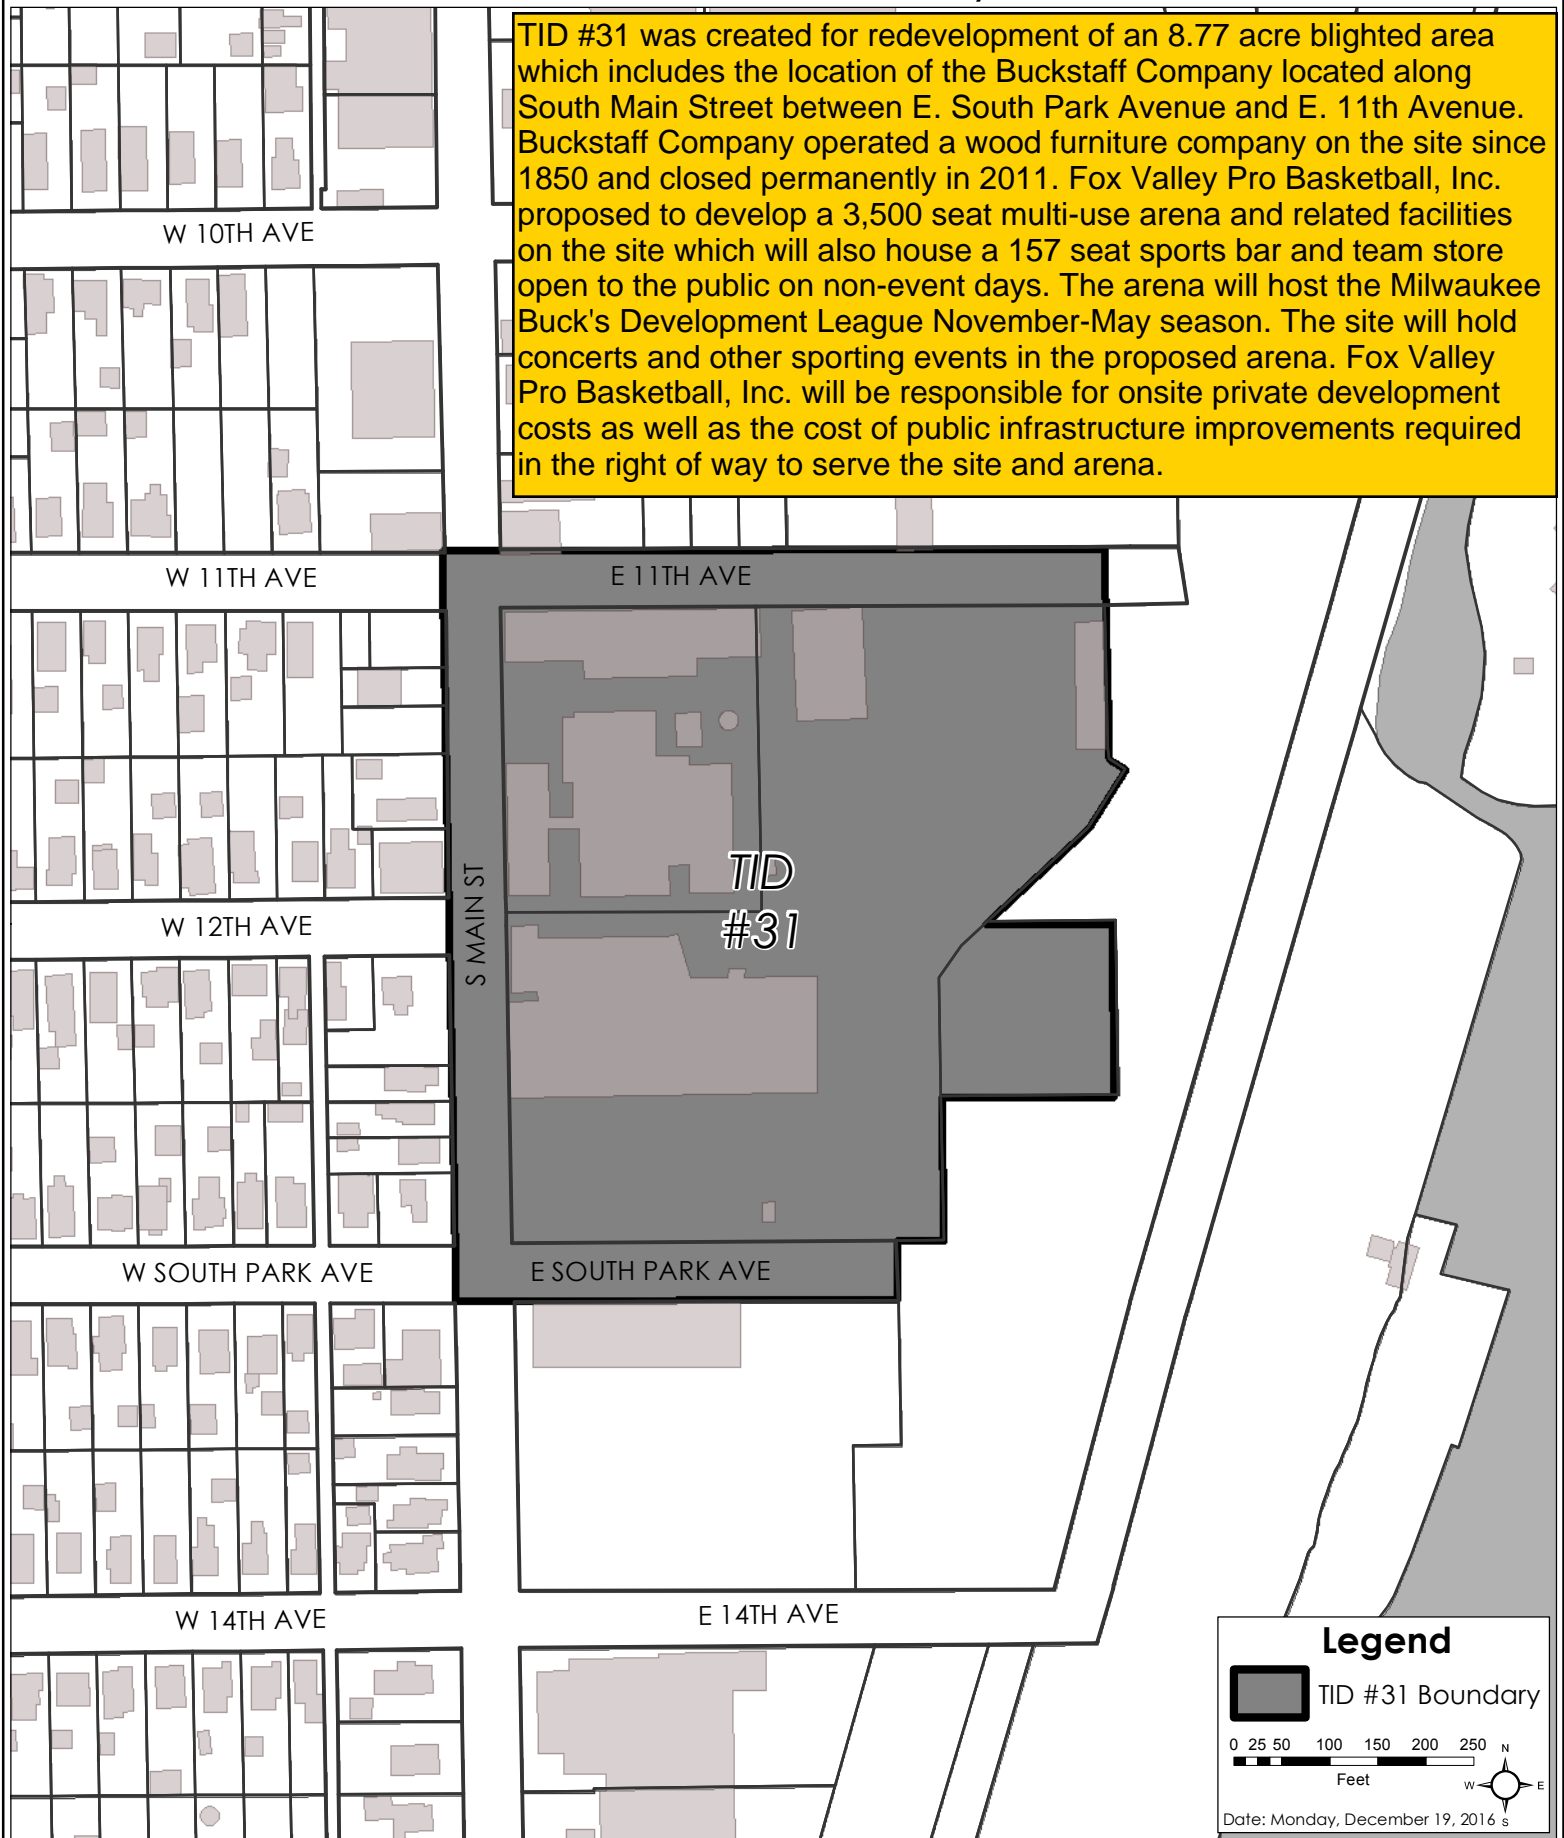 TID #31 was created for redevelopment of an 8.77 acre blighted area
which includes the location of the Buckstaff Company located along
South Main Street between E. South Park Avenue and E. 11th Avenue.
Buckstaff Company operated a wood furniture company on the site since
1850 and closed permanently in 2011. Fox Valley Pro Basketball, Inc.
proposed to develop a 3,500 seat multi-use arena and related facilities
on the site which will also house a 157 seat sports bar and team store
open to the public on non-event days. The arena will host the Milwaukee
Buck's Development League November-May season. The site will hold
concerts and other sporting events in the proposed arena. Fox Valley
Pro Basketball, Inc. will be responsible for onsite private development
costs as well as the cost of public infrastructure improvements required
in the right of way to serve the site and arena.
W 10TH AVE
W 11TH AVE
E 11TH AVE
S MAIN ST
TID
#31
W 12TH AVE
W SOUTH PARK AVE
E SOUTH PARK AVE
W 14TH AVE
E 14TH AVE
Legend
TID #31 Boundary
0 25 50 100 150 200 250
Feet
N
W
E
S
Date: Monday, December 19, 2016